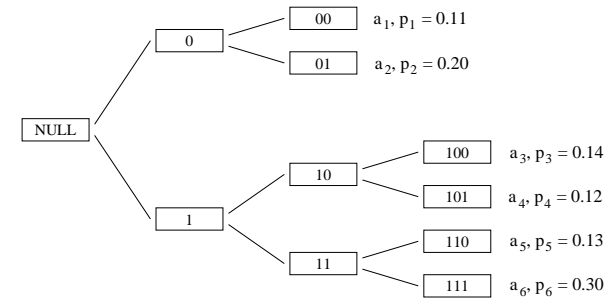 00 a1, p1 = 0.11
0
01 a2, p2 = 0.20
NULL
100 a3, p3 = 0.14
10
101 a4, p4 = 0.12
1
110 a5, p5 = 0.13
11
111 a6, p6 = 0.30